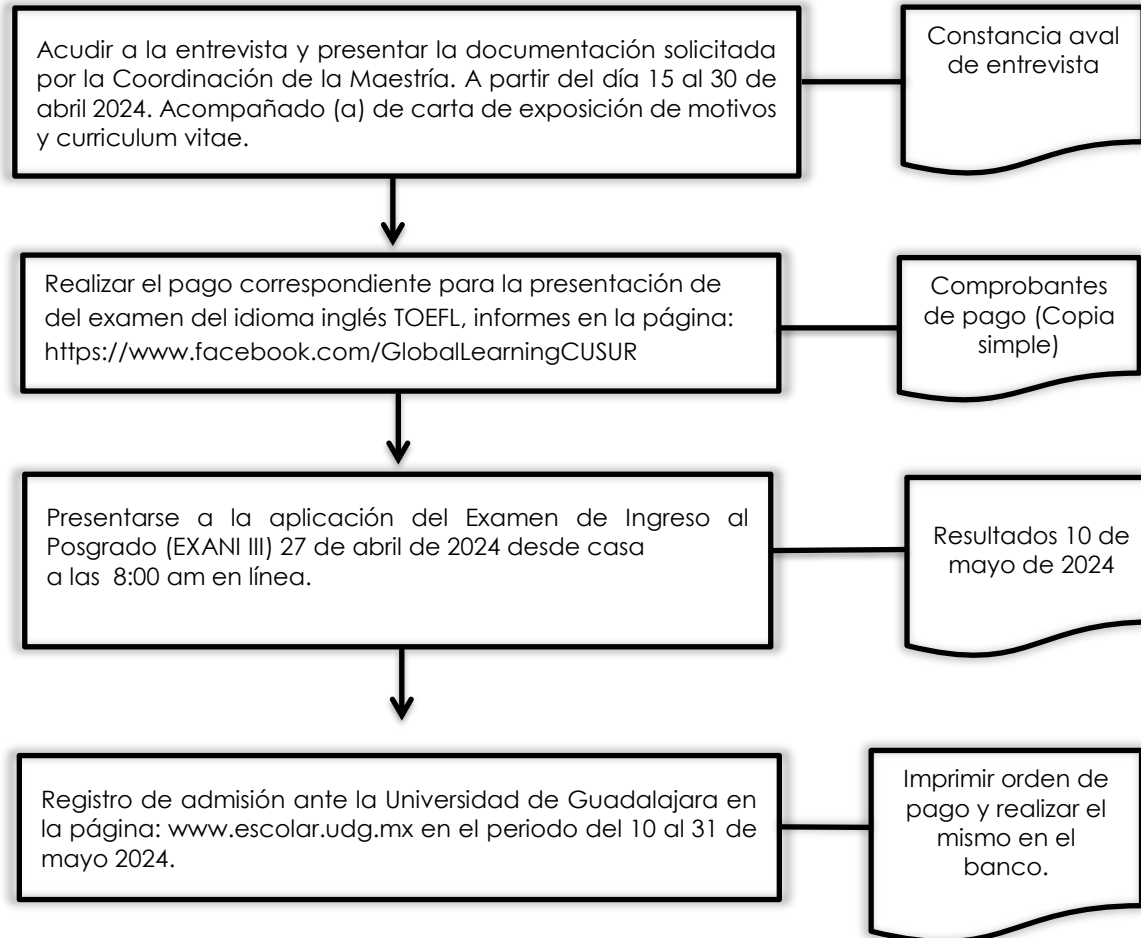 Acudir a la entrevista y presentar la documentación solicitada
por la Coordinación de la Maestría. A partir del día 15 al 30 de
abril 2024. Acompañado (a) de carta de exposición de motivos
y curriculum vitae.
Constancia aval
de entrevista
Realizar el pago correspondiente para la presentación de
del examen del idioma inglés TOEFL, informes en la página:
https://www.facebook.com/GlobalLearningCUSUR
Comprobantes
de pago (Copia
simple)
Presentarse a la aplicación del Examen de Ingreso al
Posgrado (EXANI III) 27 de abril de 2024 desde casa
a las 8:00 am en línea.
Resultados 10 de
mayo de 2024
Registro de admisión ante la Universidad de Guadalajara en
la página: www.escolar.udg.mx en el periodo del 10 al 31 de
mayo 2024.
Imprimir orden de
pago y realizar el
mismo en el
banco.